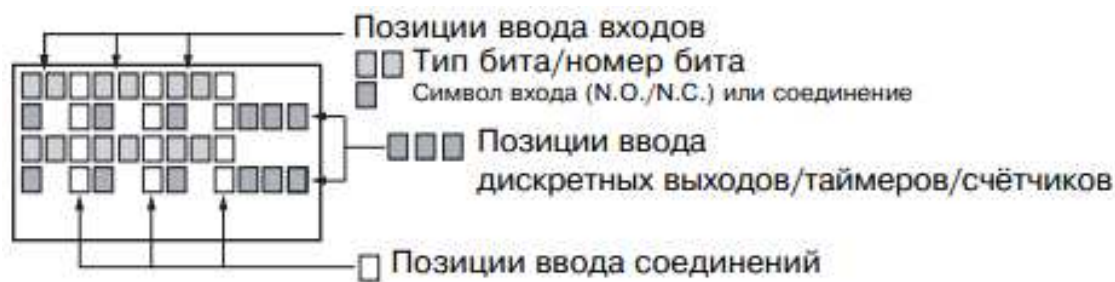 Позиции ввода входов
Тип бита/номер бита
Символ входа (N.O./N.C.) или соединение
Позиции ввода
дискретных выходов/таймеров/счётчиков
Позиции ввода соединений